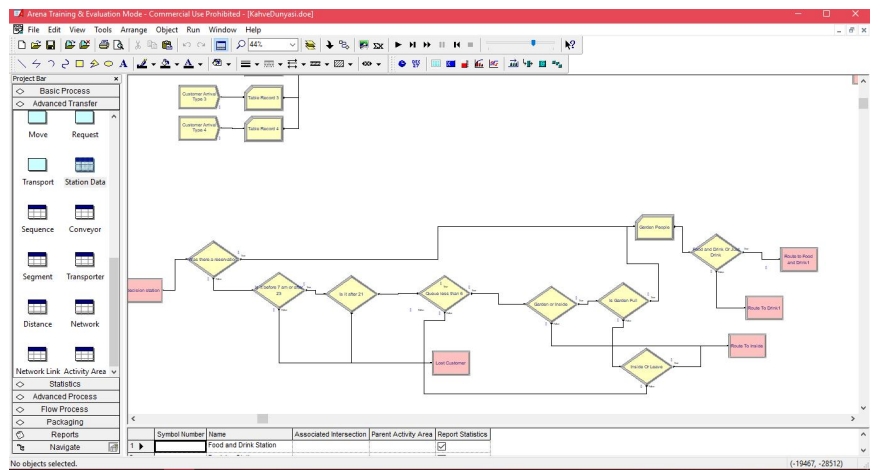 Arena Training & Evaluation Mode - Commercial Use Prohibited - [KahveDunyasi.doe]
File Edit View Tools Arrange Object Run Window Help
44%
Project Bar
Basic Process
Advanced Transfer
Move Request
Transport Station Data
Sequence Conveyor
Segment Transporter
Distance Network
Network Link Activity Area
Statistics
Advanced Process
Flow Process
Packaging
Reports
Navigate
Customer Arrival
Type 3
Table Record 3
Customer Arrival
Type 4
Table Record 4
Garden People
Food and Drink Or Just
Drink
Route to Food
and Drink1
Was there a reservation
decision station
Is it before 7 am or after
23
Is it after 21
Queue less than 6
Garden or Inside
Is Garden Full
Route To Drink1
Route To Inside
Lost Customer
Inside Or Leave
Symbol Number Name Associated Intersection Parent Activity Area Report Statistics
1 Food and Drink Station
No objects selected.
(-19467, -28512)